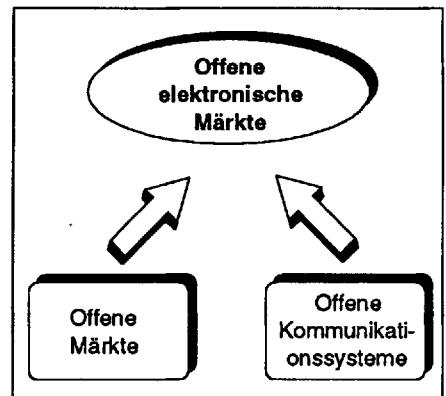 Offene
elektronische
Märkte
Offene
Märkte
Offene
Kommunikati-
onssysteme